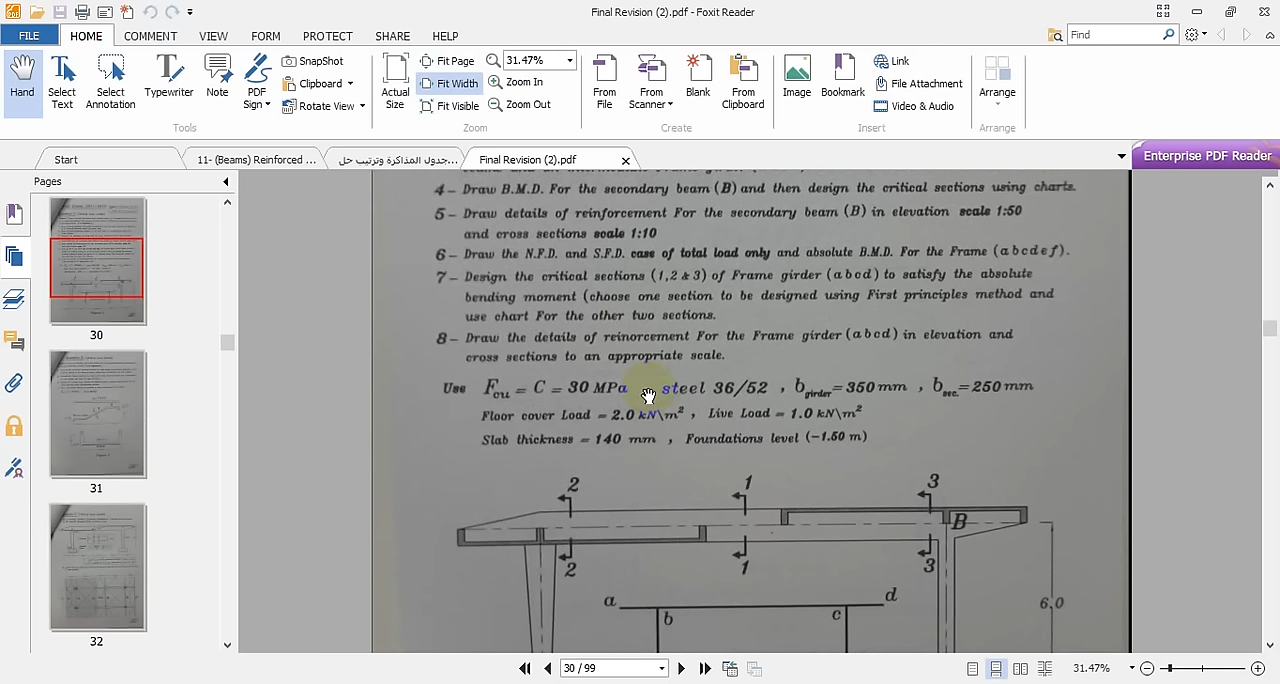 Final Revision (2).pdf - Foxit Reader
FILE
HOME
COMMENT
VIEW
FORM
PROTECT
SHARE
HELP
Find
Hand
Select
Text
Select
Annotation
Typewriter
Note
PDF
Sign
SnapShot
Clipboard
Rotate View
Tools
Actual
Size
Fit Page
Fit Width
Fit Visible
31.47%
Zoom In
Zoom Out
Zoom
From
File
From
Scanner
Blank
From
Clipboard
Create
Image
Bookmark
Link
File Attachment
Video & Audio
Insert
Arrange
Arrange
Start
11- (Beams) Reinforced ...
جدول المذاكرة وترتيب حل...
Final Revision (2).pdf
Enterprise PDF Reader
Pages
30
31
32
4- Draw B.M.D. For the secondary beam (B) and then design the critical sections using charts.
5- Draw details of reinforcement For the secondary beam (B) in elevation scale 1:50
and cross sections scale 1:10
6- Draw the N.F.D. and S.F.D. case of total load only and absolute B.M.D. For the Frame (abcdef).
7- Design the critical sections (1,2 & 3) of Frame girder (abcd) to satisfy the absolute
bending moment (choose one section to be designed using First principles method and
use chart For the other two sections.
8- Draw the details of reinorcement For the Frame girder (abcd) in elevation and
cross sections to an appropriate scale.
Use Fcu = C = 30 MPa steel 36/52 , b girder = 350 mm , b sec. = 250 mm
Floor cover Load = 2.0 kN\m² , Live Load = 1.0 kN\m²
Slab thickness = 140 mm , Foundations level (-1.50 m)
2 1 3
B
2 1 3
a d
b c
6,0
30 / 99
31.47%